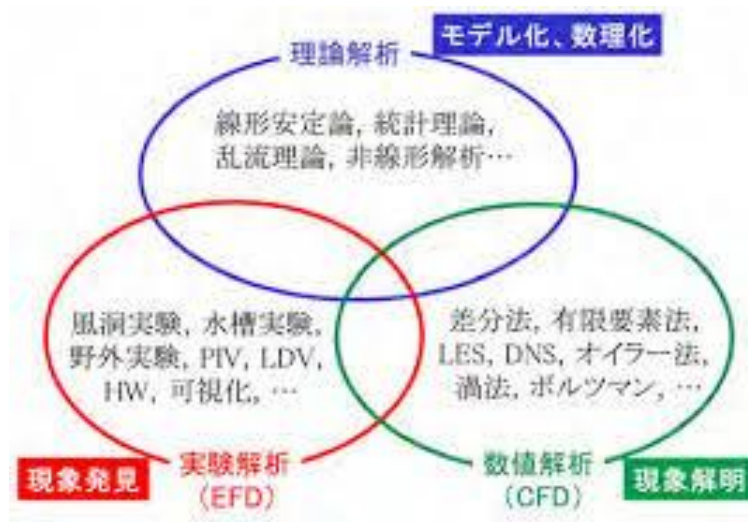 モデル化、数理化
理論解析
線形安定論, 統計理論,
乱流理論, 非線形解析…
風洞実験, 水槽実験,
野外実験, PIV, LDV,
HW, 可視化, …
差分法, 有限要素法,
LES, DNS, オイラー法,
渦法, ボルツマン, …
現象発見
実験解析
(EFD)
数値解析
(CFD)
現象解明